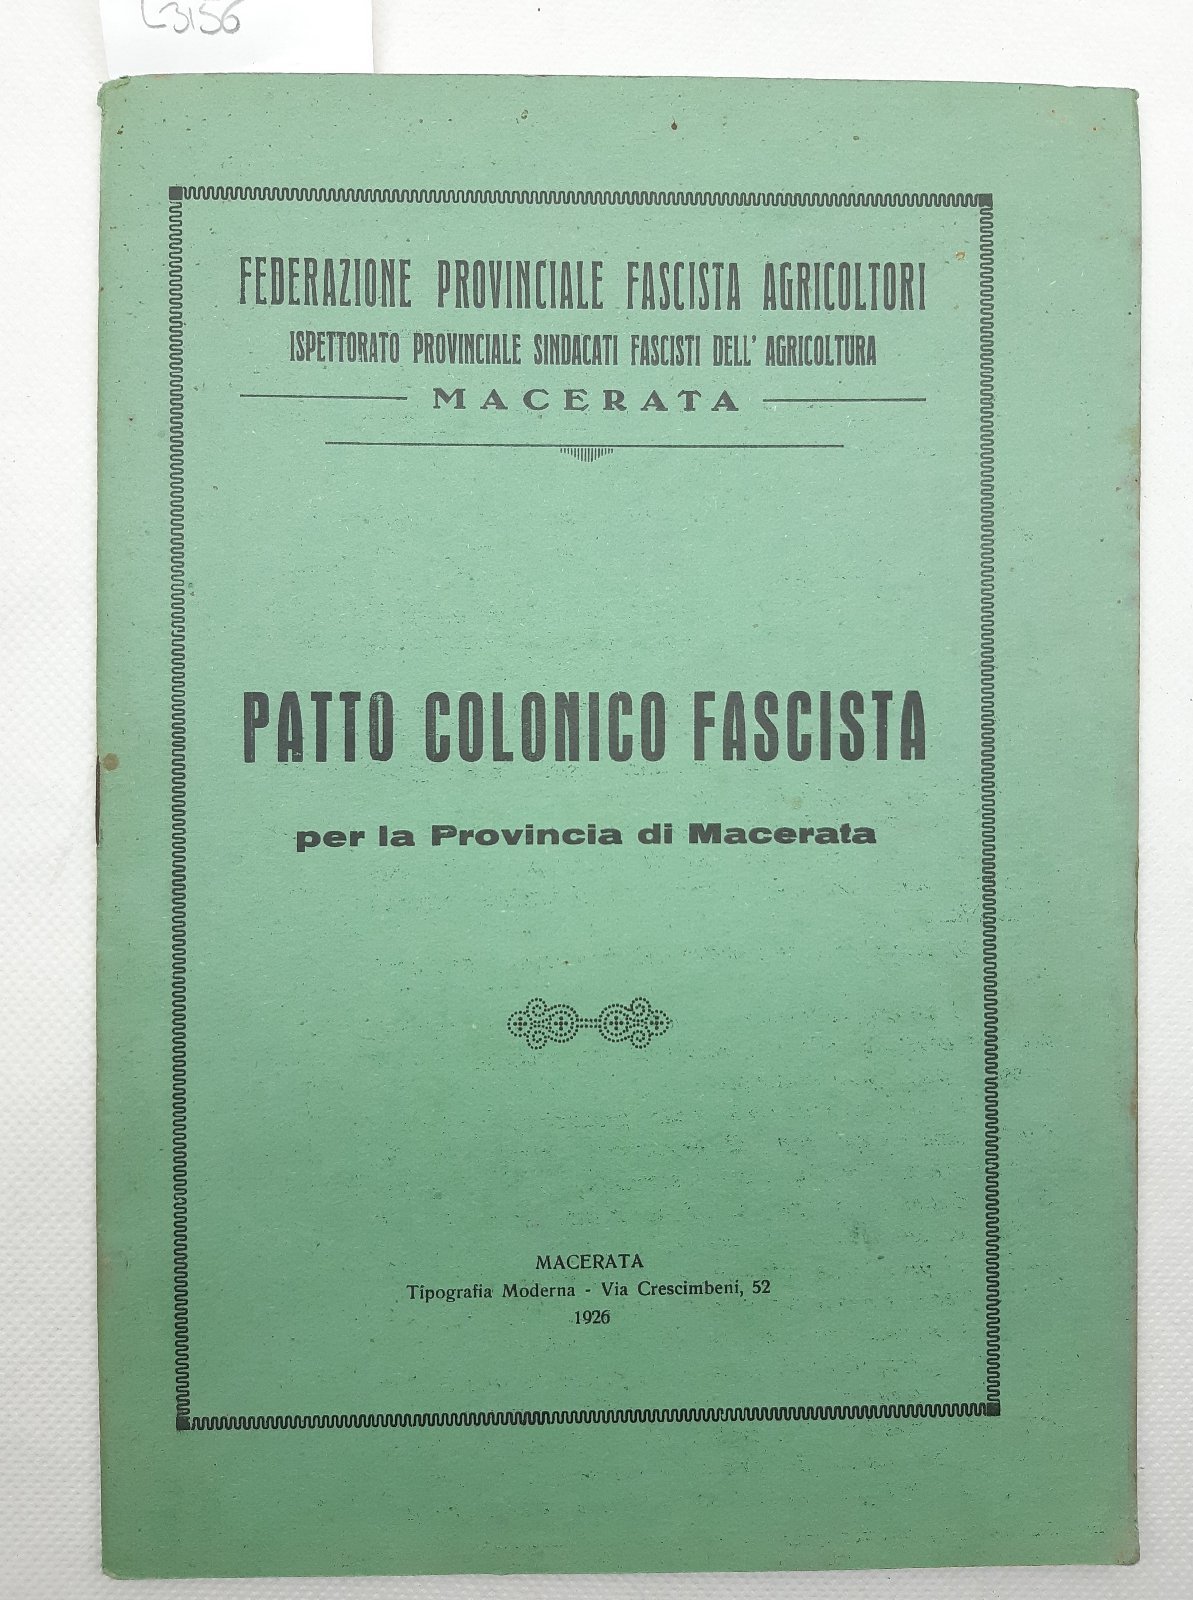 L3156
FEDERAZIONE PROVINCIALE FASCISTA AGRICOLTORI
ISPETTORATO PROVINCIALE SINDACATI FASCISTI DELL' AGRICOLTURA
MACERATA
PATTO COLONICO FASCISTA
per la Provincia di Macerata
MACERATA
Tipografia Moderna - Via Crescimbeni, 52
1926